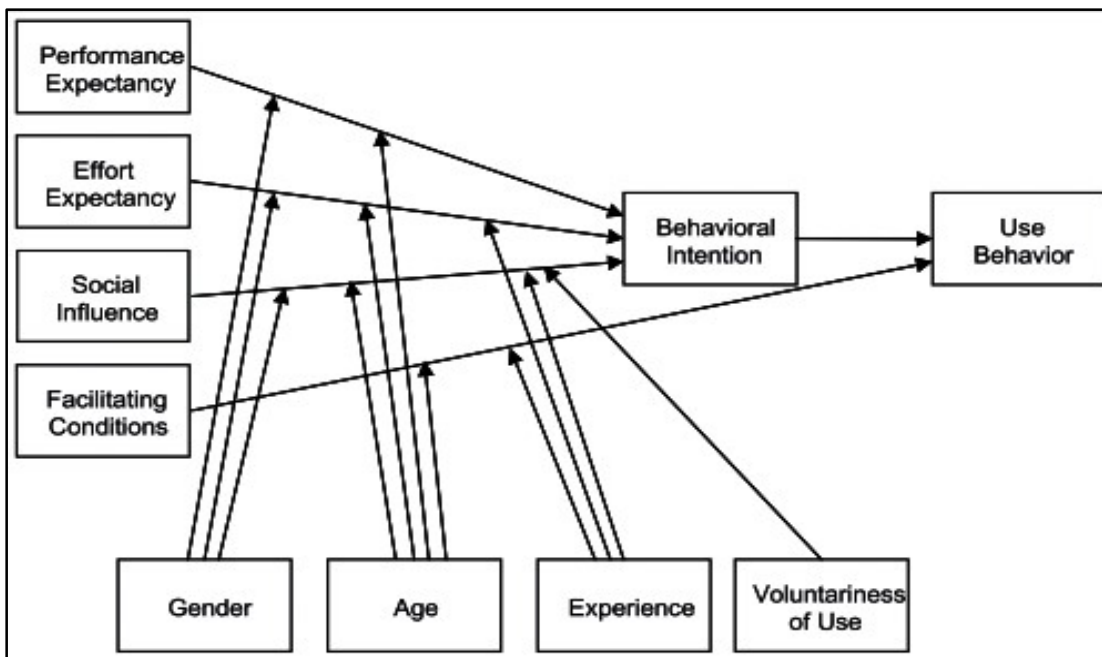 Performance
Expectancy
Effort
Expectancy
Social
Influence
Facilitating
Conditions
Behavioral
Intention
Use
Behavior
Gender
Age
Experience
Voluntariness
of Use